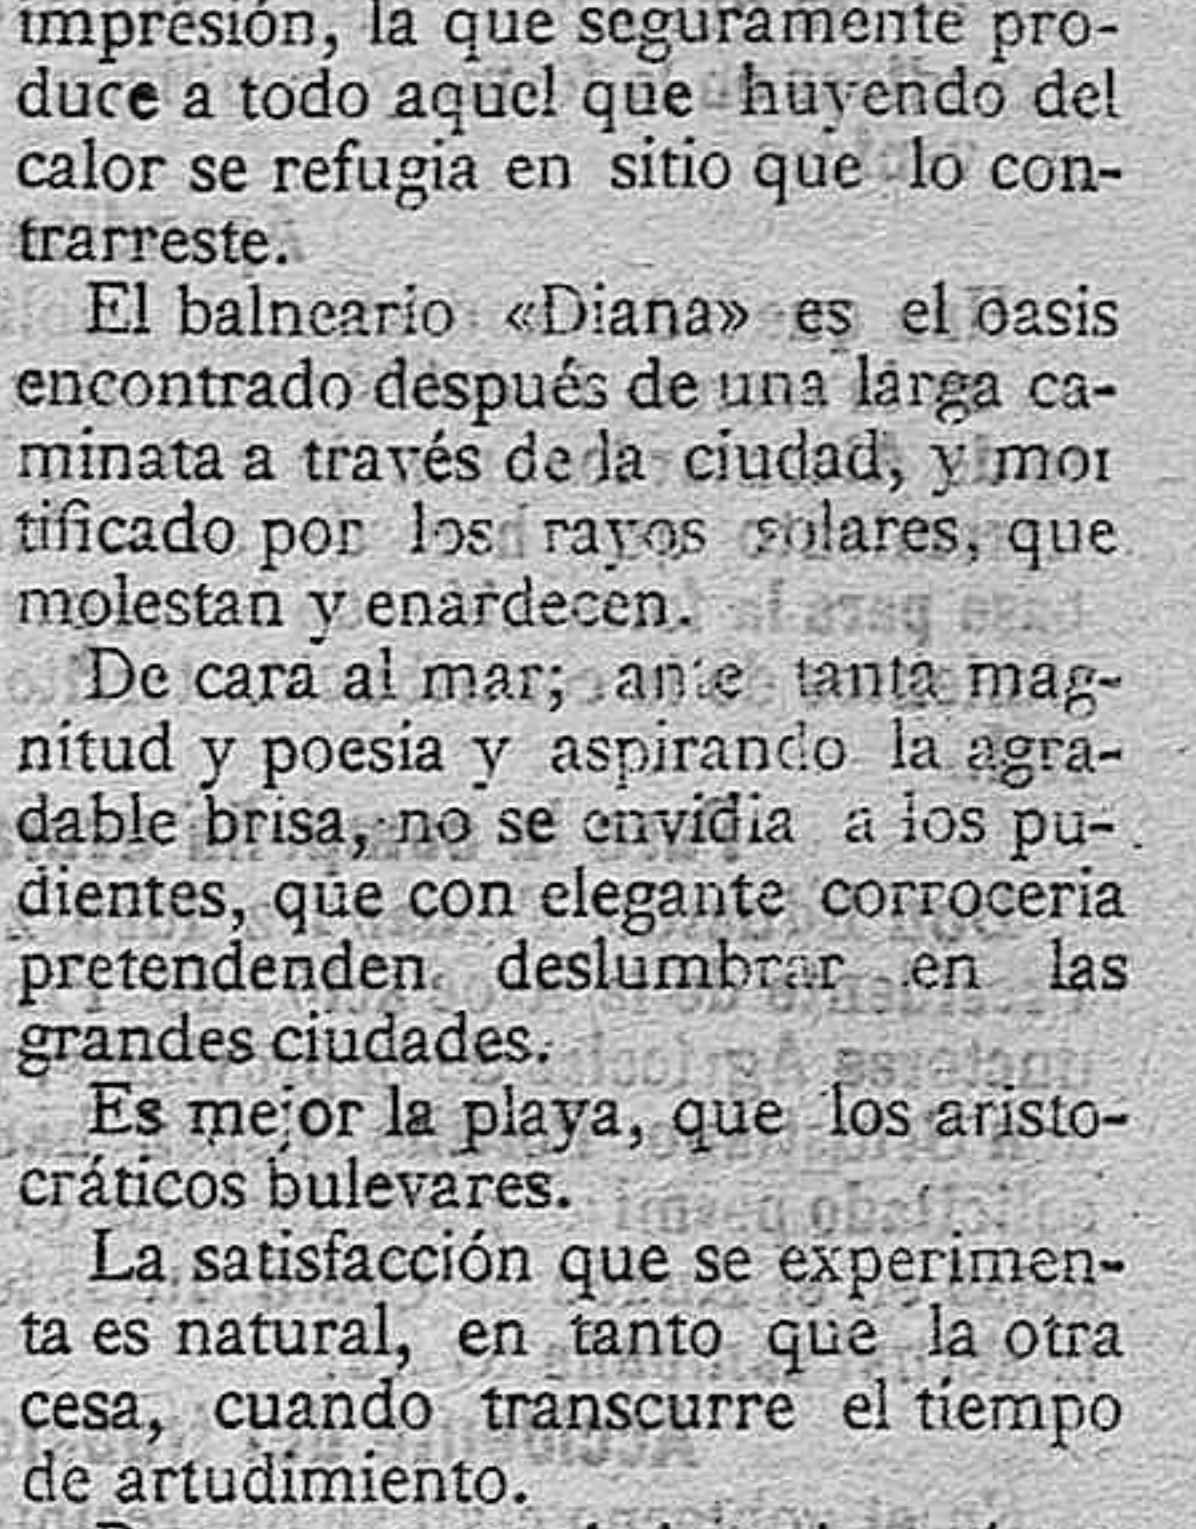 impresión, la que seguramente pro-
duce a todo aquel que huyendo del
calor se refugia en sitio que lo con-
trarreste.
El balneario «Diana» es el oasis
encontrado después de una larga ca-
minata a través de la ciudad, y mor
tificado por los rayos solares, que
molestan y enardecen.
De cara al mar; ante tanta mag-
nitud y poesia y aspirando la agra-
dable brisa, no se envidia a los pu-
dientes, que con elegante corroceria
pretendenden deslumbrar en las
grandes ciudades.
Es mejor la playa, que los aristo-
cráticos bulevares.
La satisfacción que se experimen-
ta es natural, en tanto que la otra
cesa, cuando transcurre el tiempo
de artudimiento.